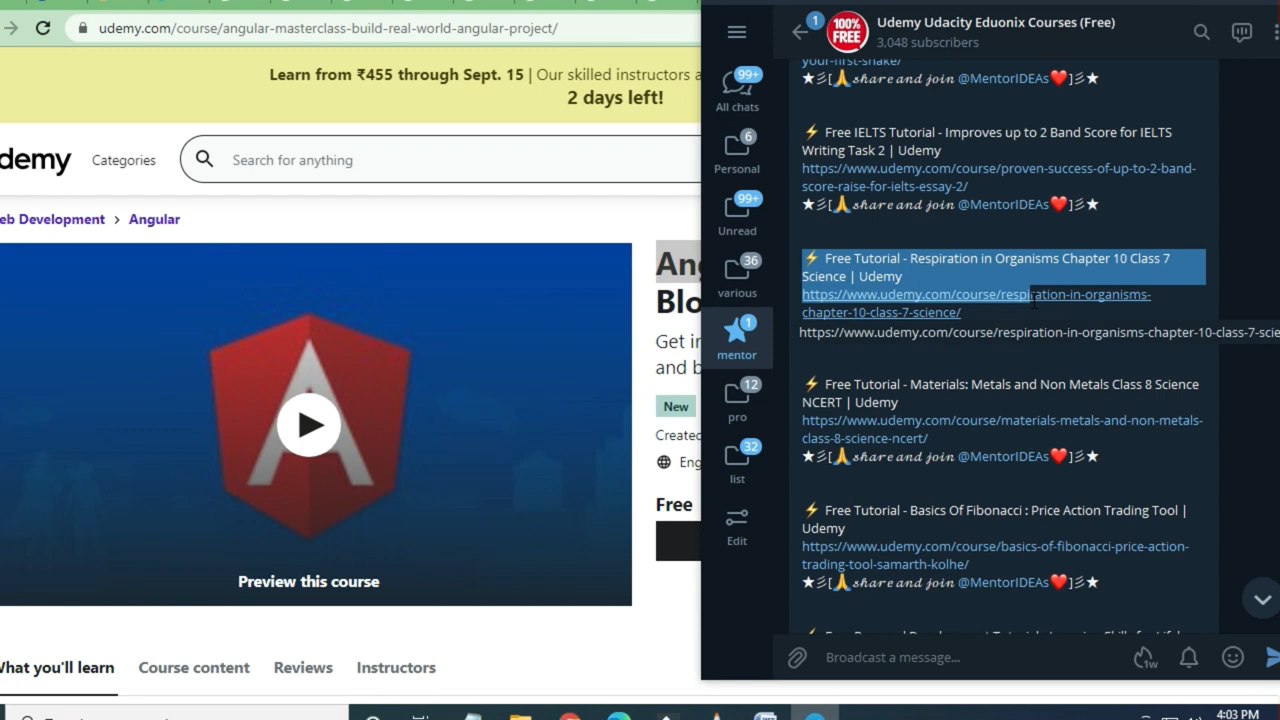 udemy.com/course/angular-masterclass-build-real-world-angular-project/
Learn from ₹455 through Sept. 15 | Our skilled instructors a
2 days left!
demy
Categories
Search for anything
eb Development > Angular
An
Blo
Get in
and b
New
Created
Eng
Free
Preview this course
What you'll learn
Course content
Reviews
Instructors
1
100%
FREE
Udemy Udacity Eduonix Courses (Free)
3,048 subscribers
99+
All chats
6
Personal
99+
Unread
36
various
1
mentor
12
pro
32
list
Edit
your-first-snake/
★彡[🙏 𝓼𝓱𝓪𝓻𝓮 𝓪𝓷𝓭 𝓳𝓸𝓲𝓷 @MentorIDEAs❤️]彡★
⚡ Free IELTS Tutorial - Improves up to 2 Band Score for IELTS
Writing Task 2 | Udemy
https://www.udemy.com/course/proven-success-of-up-to-2-band-
score-raise-for-ielts-essay-2/
★彡[🙏 𝓼𝓱𝓪𝓻𝓮 𝓪𝓷𝓭 𝓳𝓸𝓲𝓷 @MentorIDEAs❤️]彡★
⚡ Free Tutorial - Respiration in Organisms Chapter 10 Class 7
Science | Udemy
https://www.udemy.com/course/respiration-in-organisms-
chapter-10-class-7-science/
https://www.udemy.com/course/respiration-in-organisms-chapter-10-class-7-scie
⚡ Free Tutorial - Materials: Metals and Non Metals Class 8 Science
NCERT | Udemy
https://www.udemy.com/course/materials-metals-and-non-metals-
class-8-science-ncert/
★彡[🙏 𝓼𝓱𝓪𝓻𝓮 𝓪𝓷𝓭 𝓳𝓸𝓲𝓷 @MentorIDEAs❤️]彡★
⚡ Free Tutorial - Basics Of Fibonacci : Price Action Trading Tool |
Udemy
https://www.udemy.com/course/basics-of-fibonacci-price-action-
trading-tool-samarth-kolhe/
★彡[🙏 𝓼𝓱𝓪𝓻𝓮 𝓪𝓷𝓭 𝓳𝓸𝓲𝓷 @MentorIDEAs❤️]彡★
Broadcast a message...
1w
4:03 PM